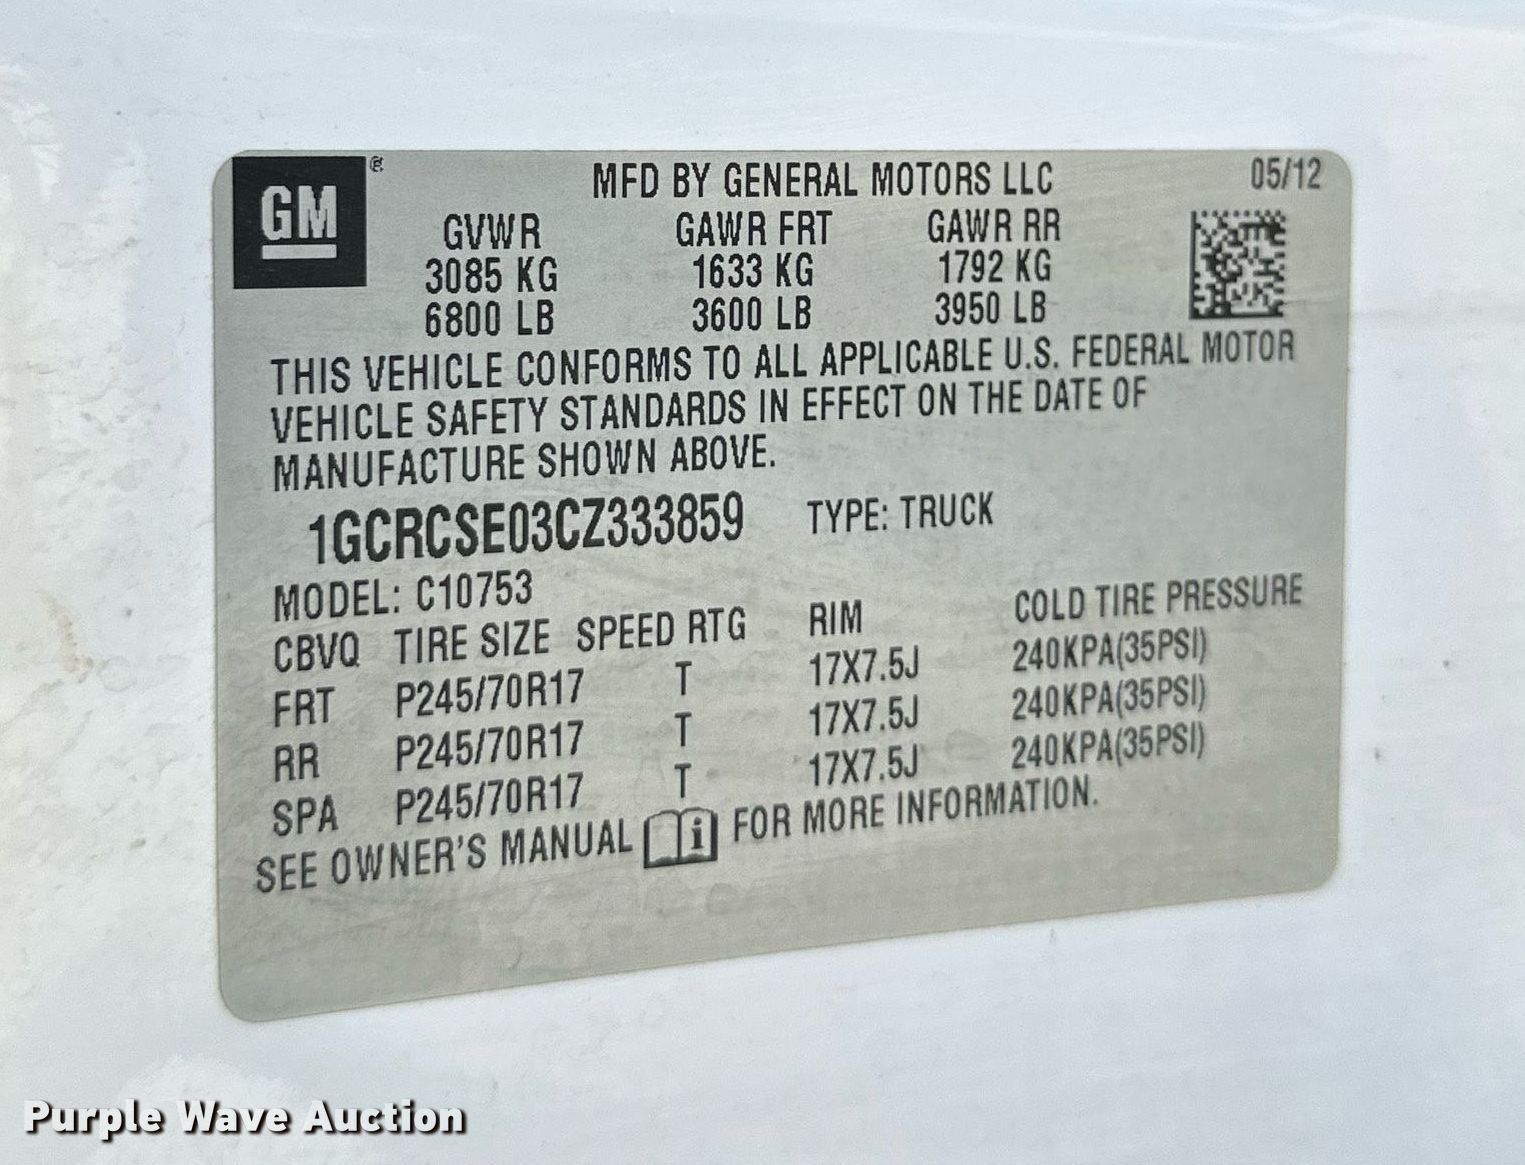 GM ® MFD BY GENERAL MOTORS LLC 05/12
GVWR GAWR FRT GAWR RR
3085 KG 1633 KG 1792 KG
6800 LB 3600 LB 3950 LB
THIS VEHICLE CONFORMS TO ALL APPLICABLE U.S. FEDERAL MOTOR
VEHICLE SAFETY STANDARDS IN EFFECT ON THE DATE OF
MANUFACTURE SHOWN ABOVE.
1GCRCSE03CZ333859 TYPE: TRUCK
MODEL: C10753
CBVQ TIRE SIZE SPEED RTG RIM COLD TIRE PRESSURE
FRT P245/70R17 T 17X7.5J 240KPA(35PSI)
RR P245/70R17 T 17X7.5J 240KPA(35PSI)
SPA P245/70R17 T 17X7.5J 240KPA(35PSI)
SEE OWNER'S MANUAL i FOR MORE INFORMATION.
Purple Wave Auction